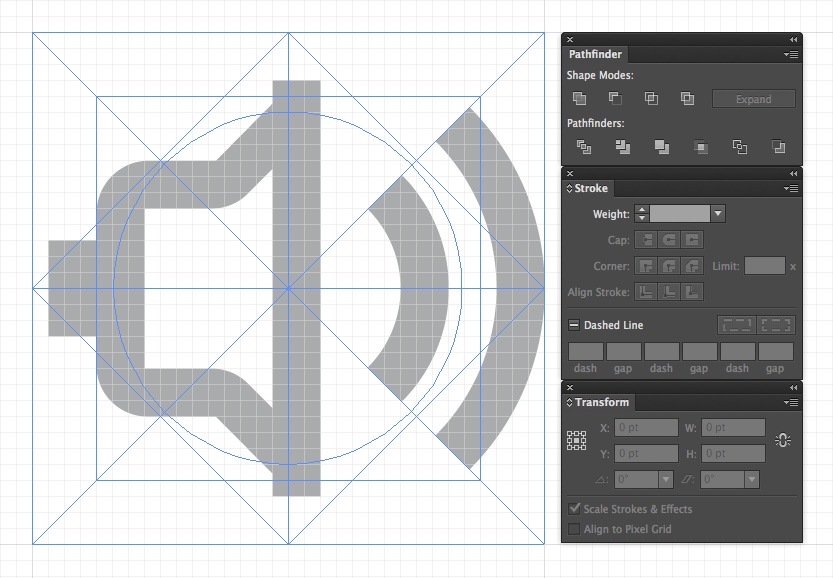 Pathfinder
Shape Modes:
Expand
Pathfinders:
Stroke
Weight:
Cap:
Corner:
Limit:
x
Align Stroke:
Dashed Line
dash gap dash gap dash gap
Transform
X: 0 pt W: 0 pt
Y: 0 pt H: 0 pt
0° 0°
Scale Strokes & Effects
Align to Pixel Grid